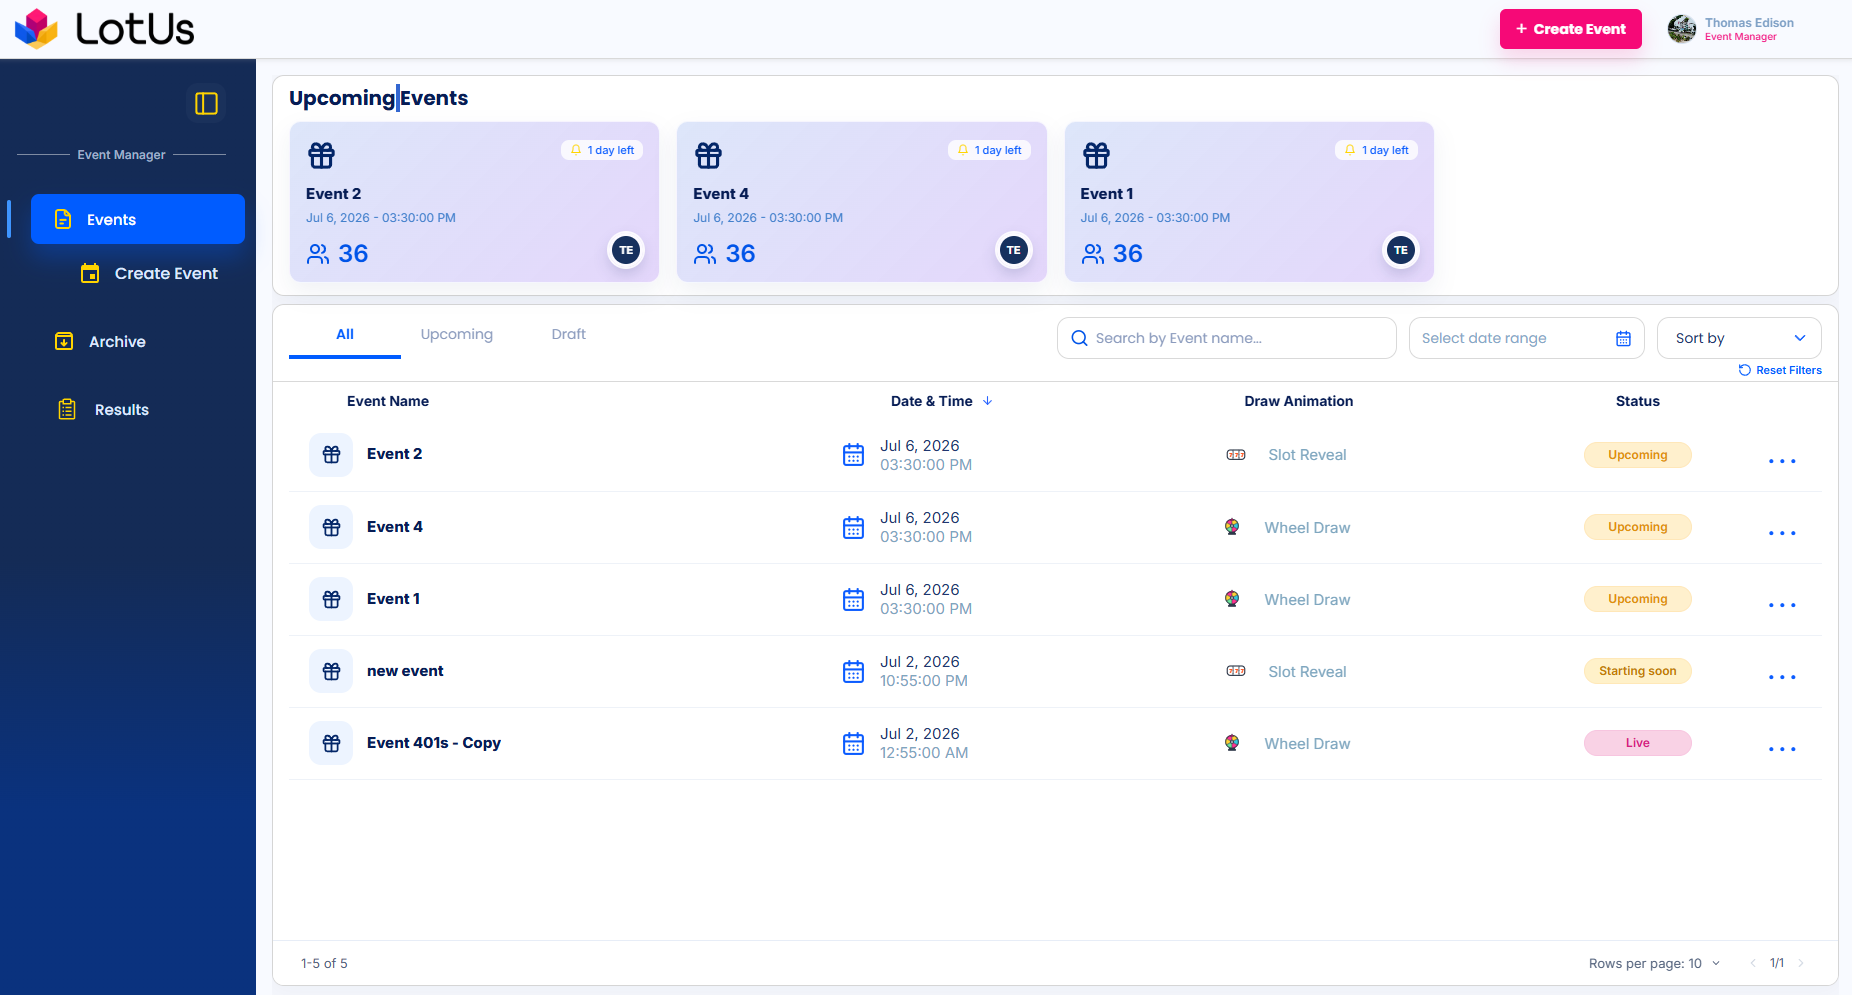 LotUs
+ Create Event
Thomas Edison
Event Manager
Event Manager
Events
Create Event
Archive
Results
Upcoming Events
1 day left
Event 2
Jul 6, 2026 - 03:30:00 PM
36
TE
1 day left
Event 4
Jul 6, 2026 - 03:30:00 PM
36
TE
1 day left
Event 1
Jul 6, 2026 - 03:30:00 PM
36
TE
All Upcoming Draft
Search by Event name...
Select date range
Sort by
Reset Filters
Event Name Date & Time Draw Animation Status
Event 2
Jul 6, 2026
03:30:00 PM
Slot Reveal
Upcoming
Event 4
Jul 6, 2026
03:30:00 PM
Wheel Draw
Upcoming
Event 1
Jul 6, 2026
03:30:00 PM
Wheel Draw
Upcoming
new event
Jul 2, 2026
10:55:00 PM
Slot Reveal
Starting soon
Event 401s - Copy
Jul 2, 2026
12:55:00 AM
Wheel Draw
Live
1-5 of 5
Rows per page: 10
1/1